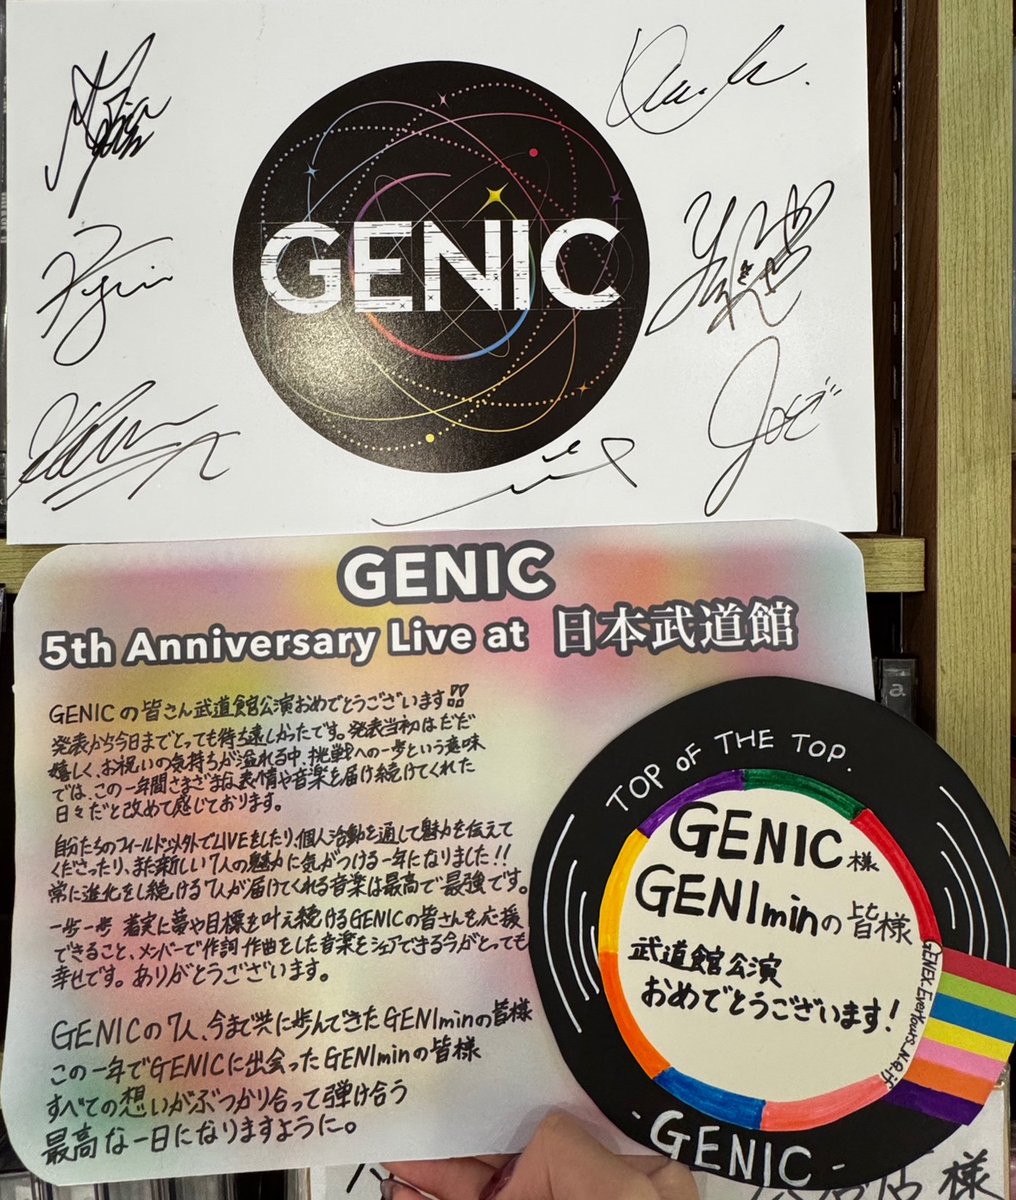 GENIC
Joe
GENIC
5th Anniversary Live at 日本武道館
GENICの皆さん武道館公演おめでとうございます!!
発表から今日までとっても待ち遠しかったです。発表当初はただ
嬉しく、お祝いの気持ちが溢れる中、挑戦への一歩という意味
では、この一年間さまざまな表情や音楽を届け続けてくれた
日々だと改めて感じております。
自分たちのフィールド以外でLIVEをしたり、個人活動を通して魅力を伝えて
くださったり、また新しい7人の魅力に気がつける一年になりました!!
常に進化をし続ける7人が届けてくれる音楽は最高で最強です。
一歩一歩 着実に夢や目標を叶え続けるGENICの皆さんを応援
できること、メンバーで作詞作曲をした音楽をシェアできる今がとっても
幸せです。ありがとうございます。
GENICの7人、今まで共に歩んできたGENIminの皆様
この一年でGENICに出会ったGENIminの皆様
すべての想いがぶつかり合って弾け合う
最高な一日になりますように。
TOP OF THE TOP.
GENIC様
GENIminの皆様
武道館公演
おめでとうございます!
- GENIC -
a.
様